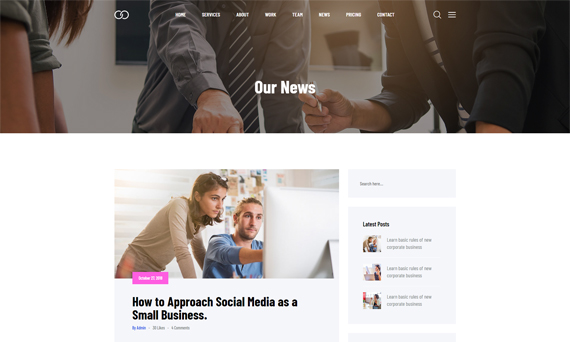 HOME SERVICES ABOUT WORK TEAM NEWS PRICING CONTACT
Our News
Search here...
October 27, 2018
How to Approach Social Media as a
Small Business.
By Admin - 30 Likes - 4 Comments
Latest Posts
Learn basic rules of new
corporate business
Learn basic rules of new
corporate business
Learn basic rules of new
corporate business